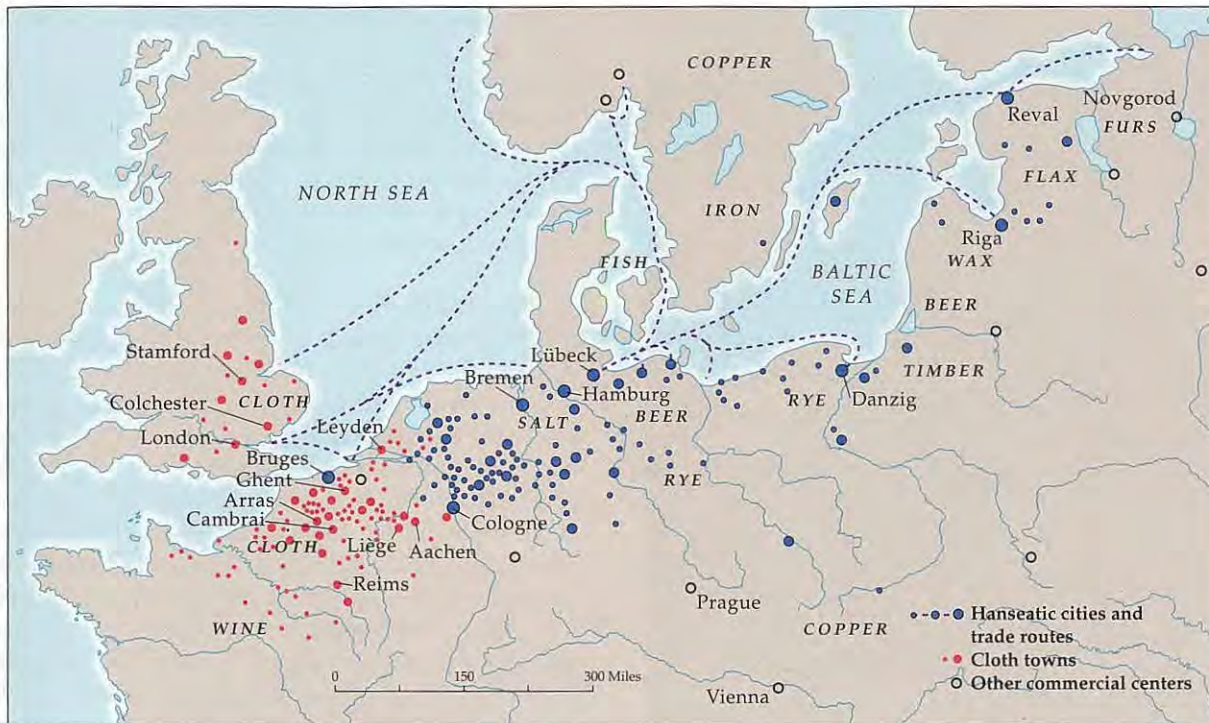 COPPER
Novgorod
FURS
Reval
FLAX
NORTH SEA
IRON
Riga
WAX
FISH
BALTIC
SEA
BEER
Stamford
Lübeck
TIMBER
Bremen
Hamburg
CLOTH
Colchester
SALT
BEER
RYE
Danzig
London
Leyden
Bruges
Ghent
RYE
Arras
Cambrai
Cologne
CLOTH
Liège
Aachen
Reims
Prague
WINE
COPPER
Hanseatic cities and
trade routes
Cloth towns
Other commercial centers
0 150 300 Miles
Vienna